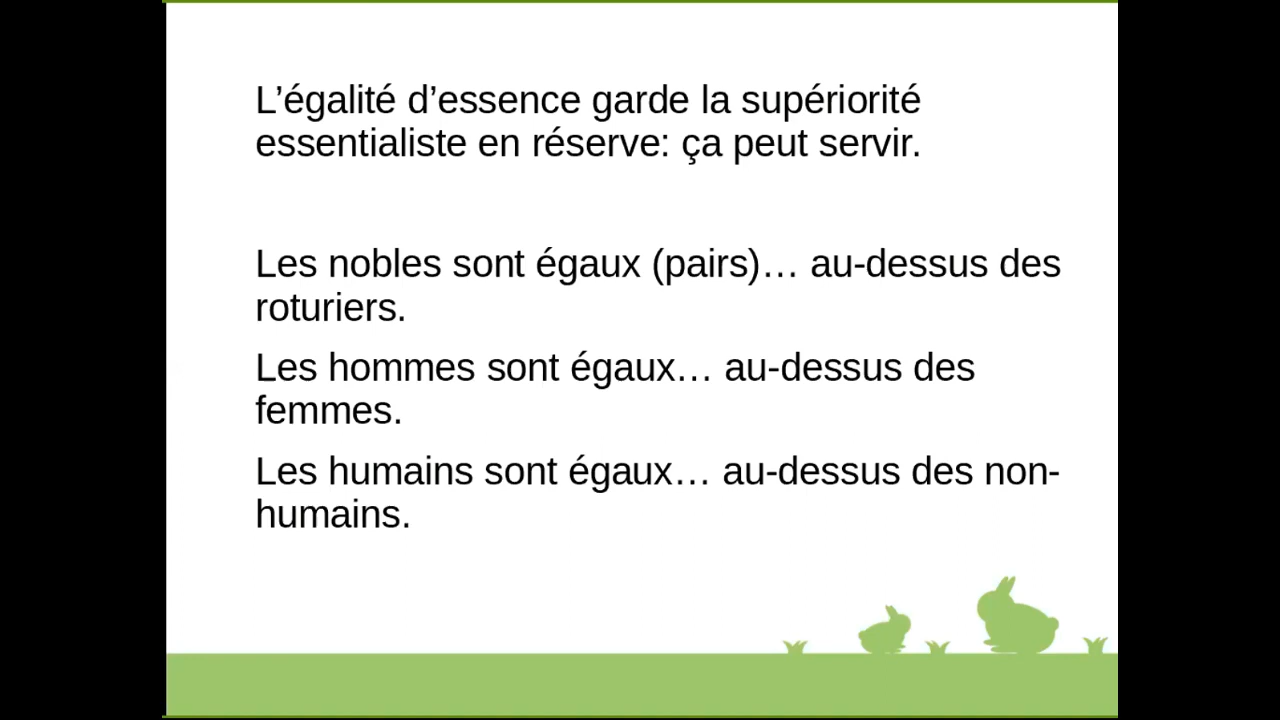 L’égalité d’essence garde la supériorité
essentialiste en réserve: ça peut servir.
Les nobles sont égaux (pairs)… au-dessus des
roturiers.
Les hommes sont égaux… au-dessus des
femmes.
Les humains sont égaux… au-dessus des non-
humains.